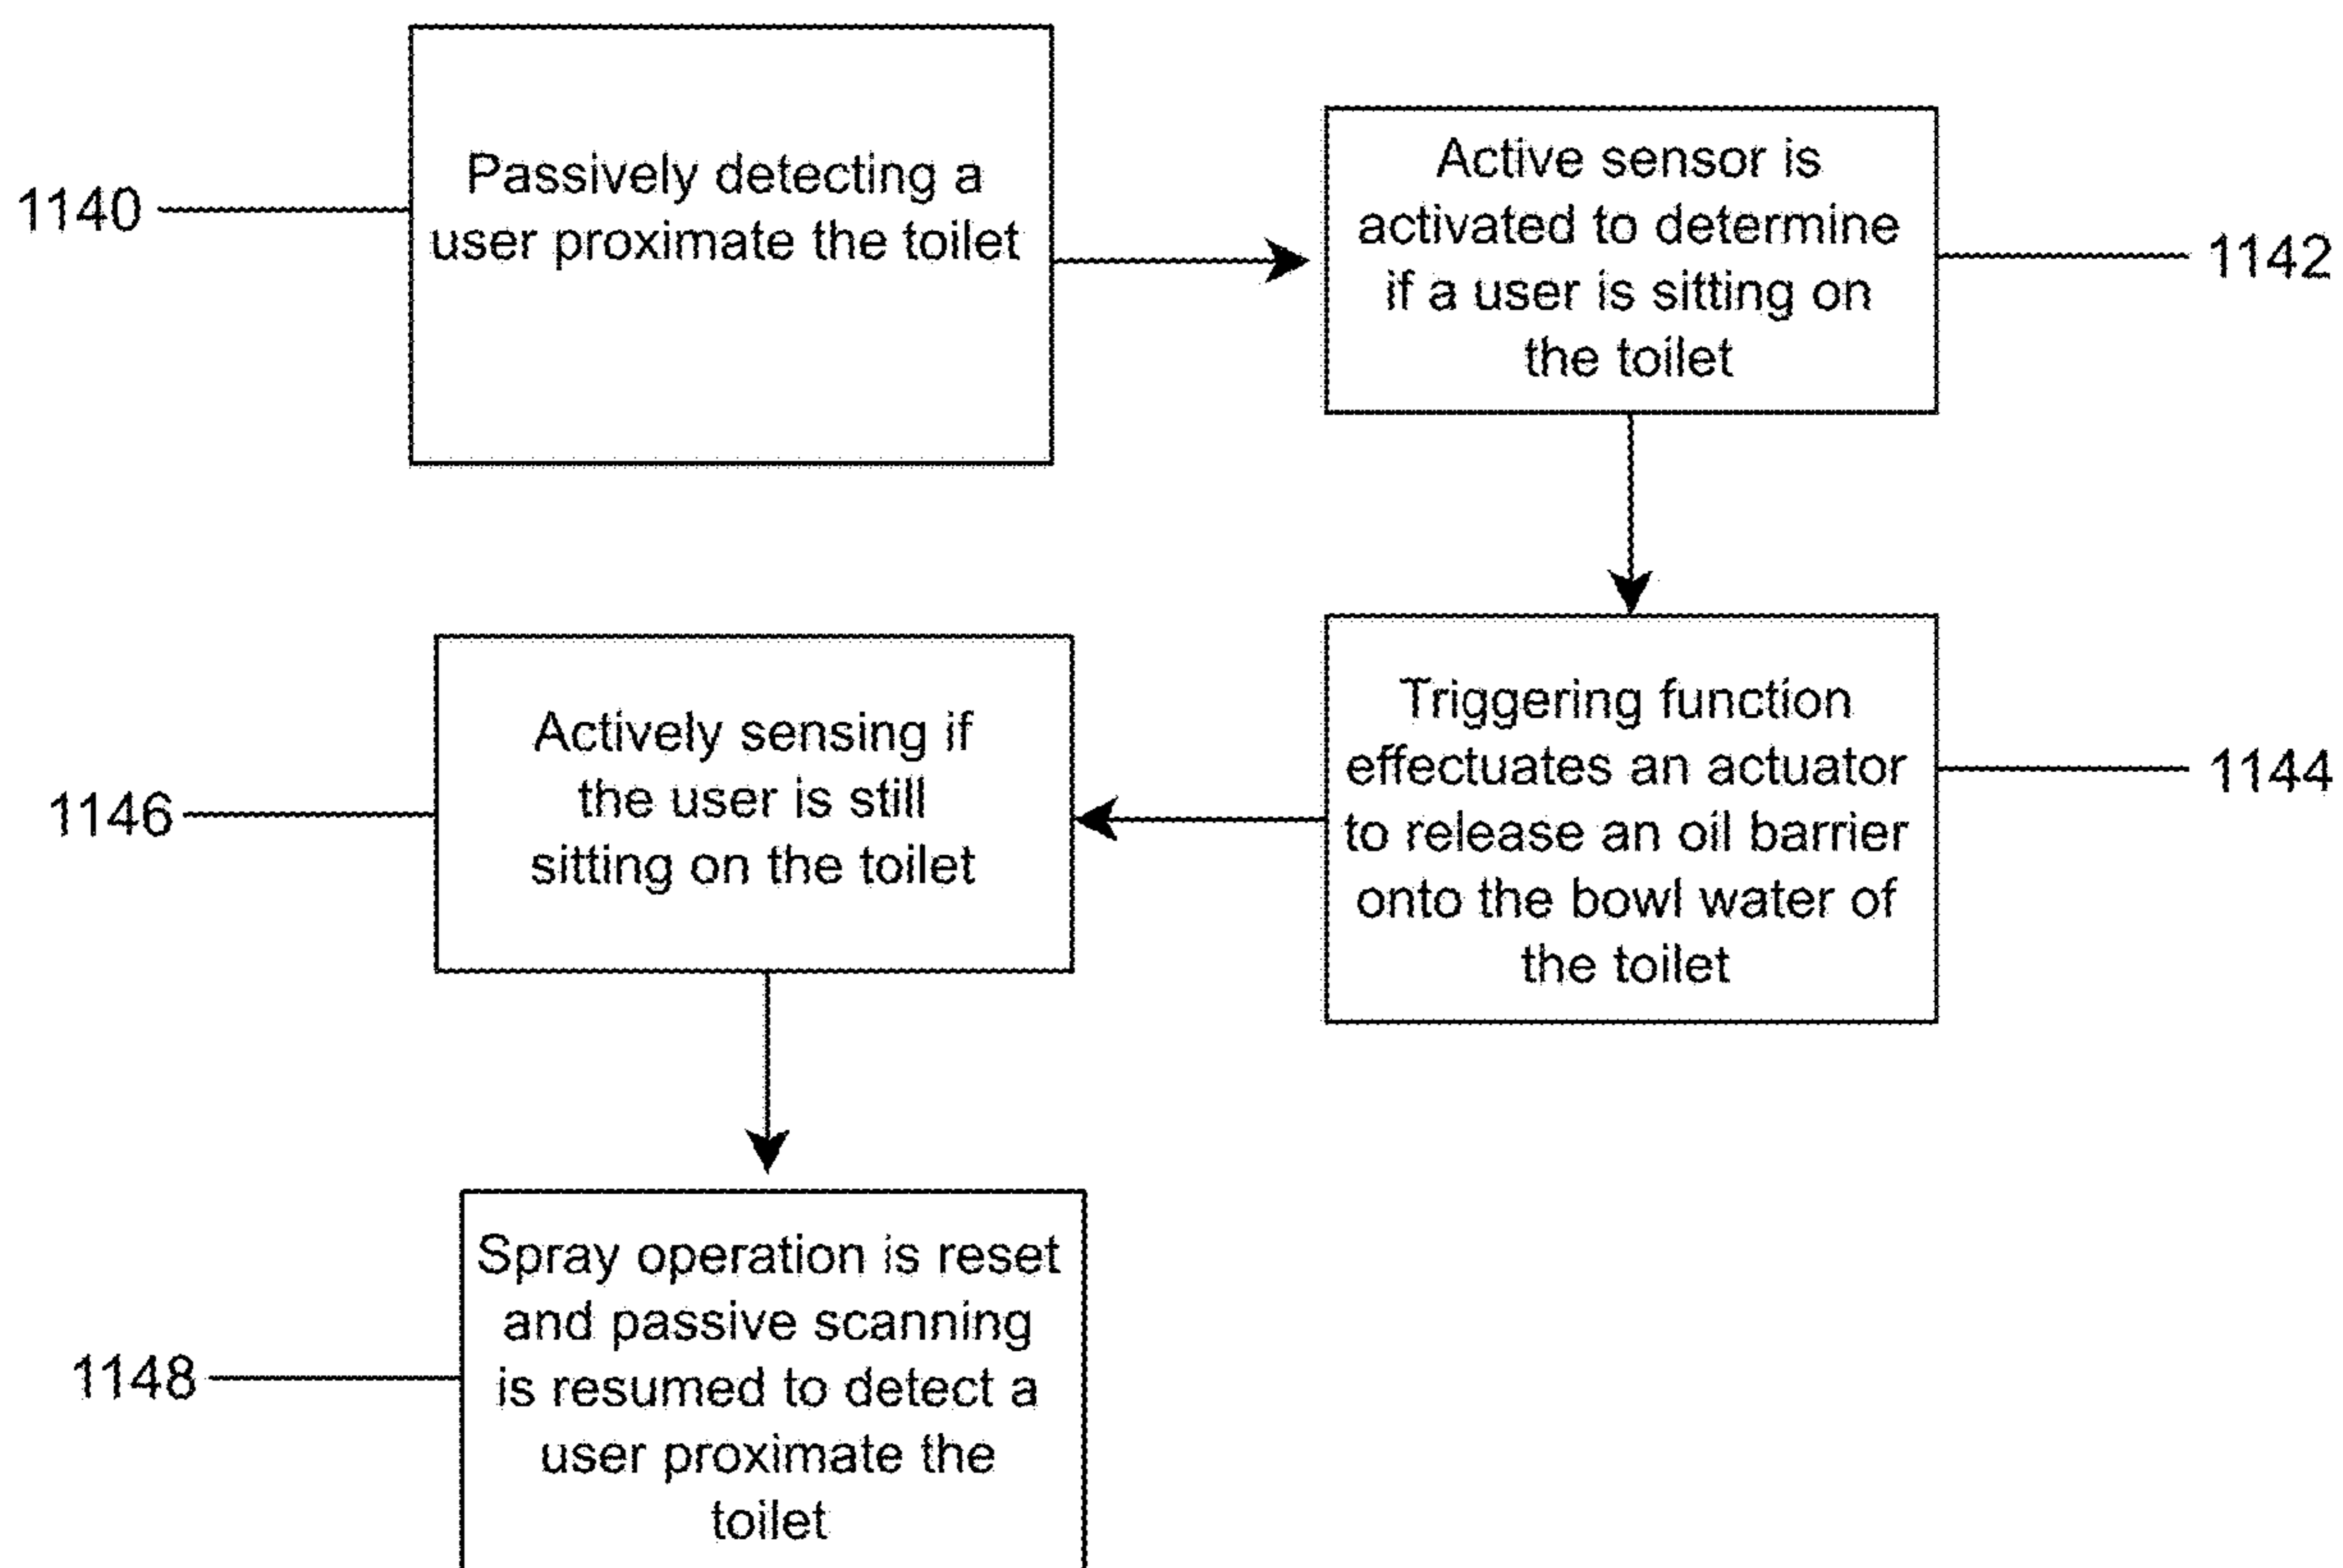 1140
Passively detecting a
user proximate the toilet
Active sensor is
activated to determine
if a user is sitting on
the toilet
1142
Triggering function
effectuates an actuator
to release an oil barrier
onto the bowl water of
the toilet
1144
1146
Actively sensing if
the user is still
sitting on the toilet
1148
Spray operation is reset
and passive scanning
is resumed to detect a
user proximate the
toilet